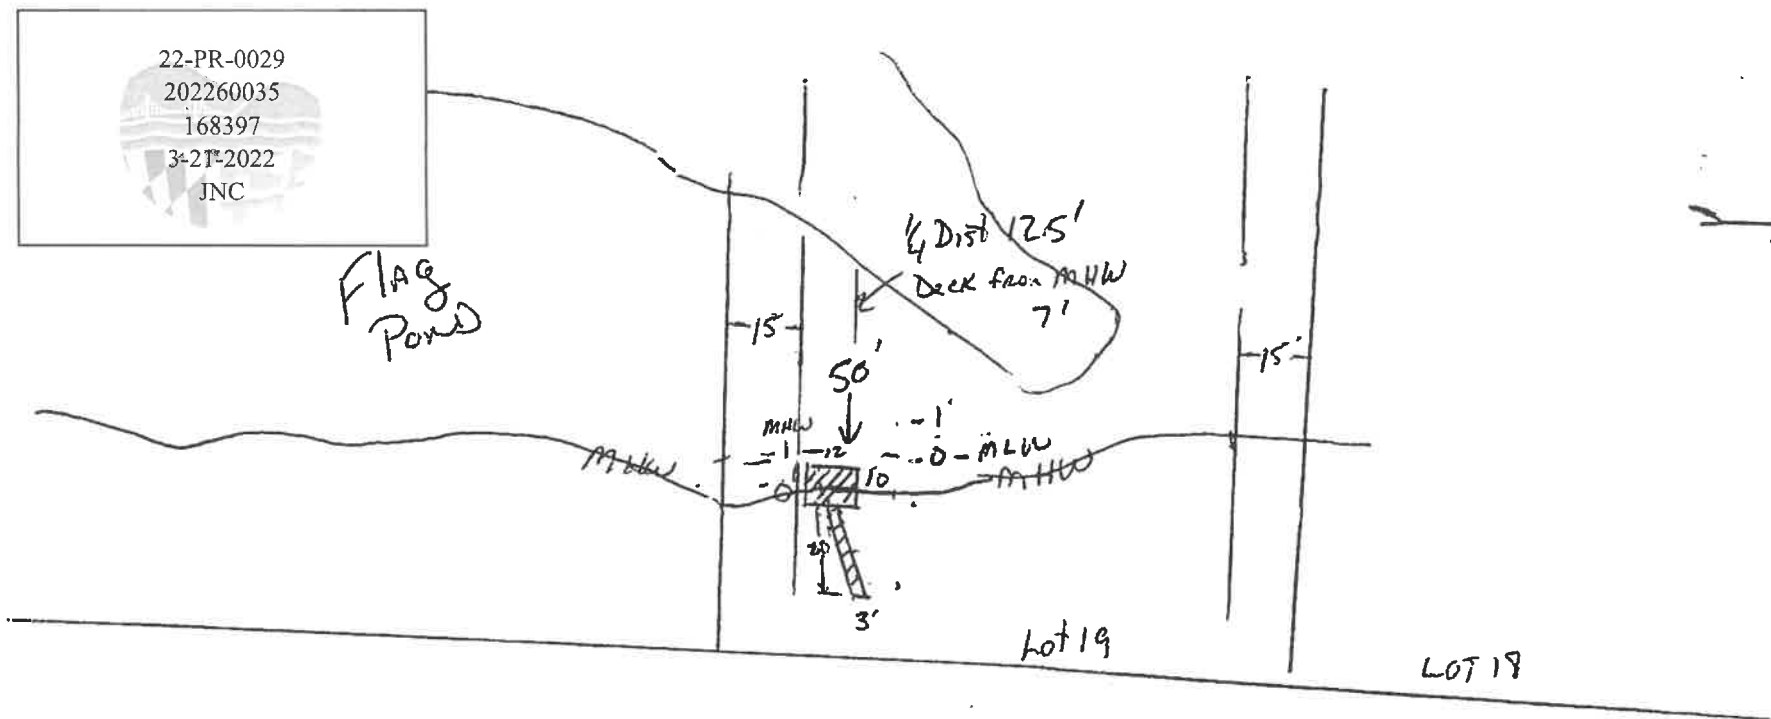 22-PR-0029
202260035
168397
3-21-2022
JNC
Flag
Pond
1/4 Dist 12.5'
Deck from MHW
7'
15
50'
15'
MHW
- 1'
1 - 12
- 0 - MLW
MHW
10
MHW
0
20
3'
Lot 19
LOT 18